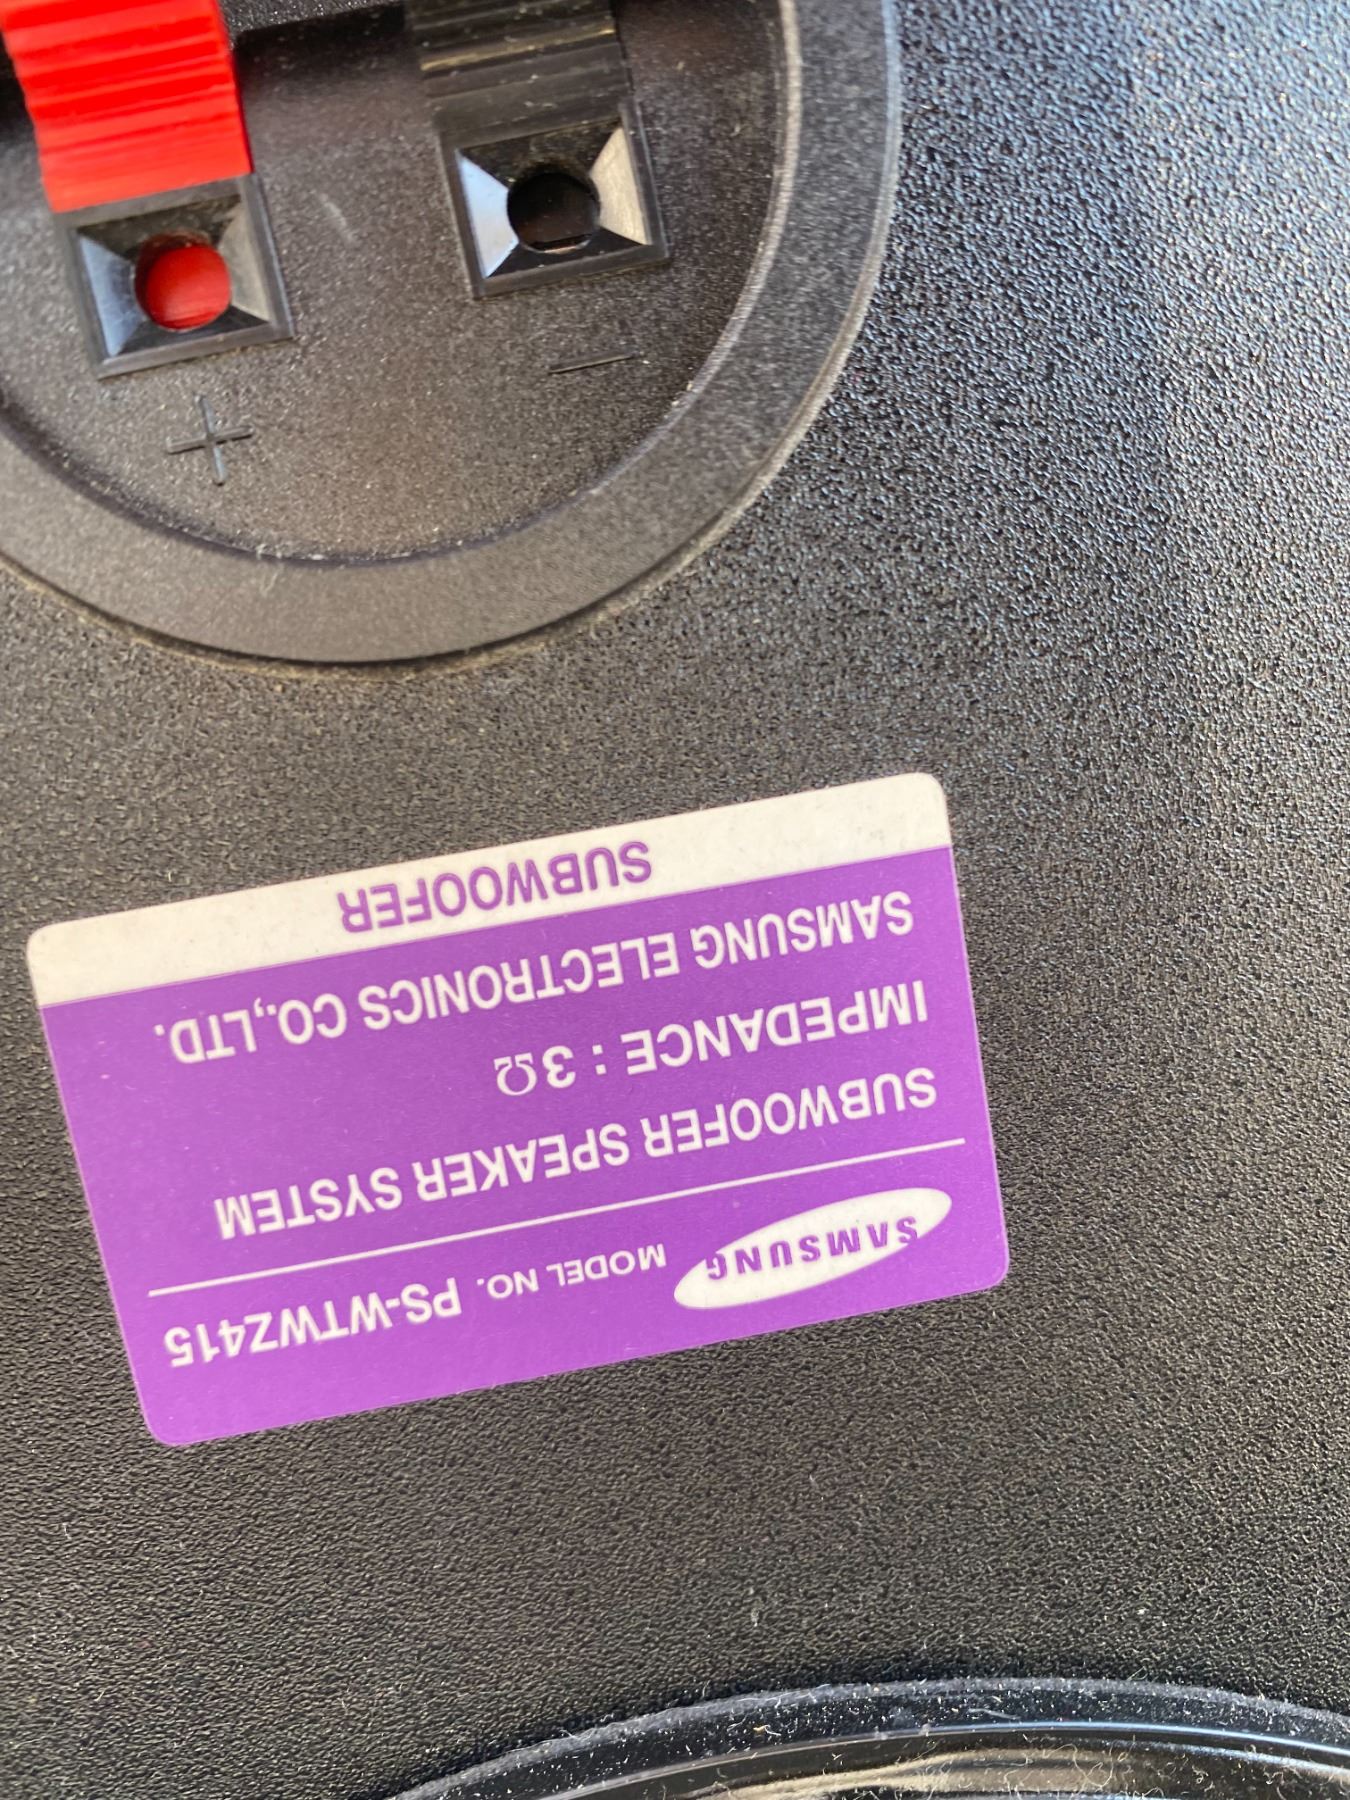 SAMSUNG MODEL NO. PS-WTWZ415
SUBWOOFER SPEAKER SYSTEM
IMPEDANCE : 3Ω
SAMSUNG ELECTRONICS CO.,LTD.
SUBWOOFER
+ −